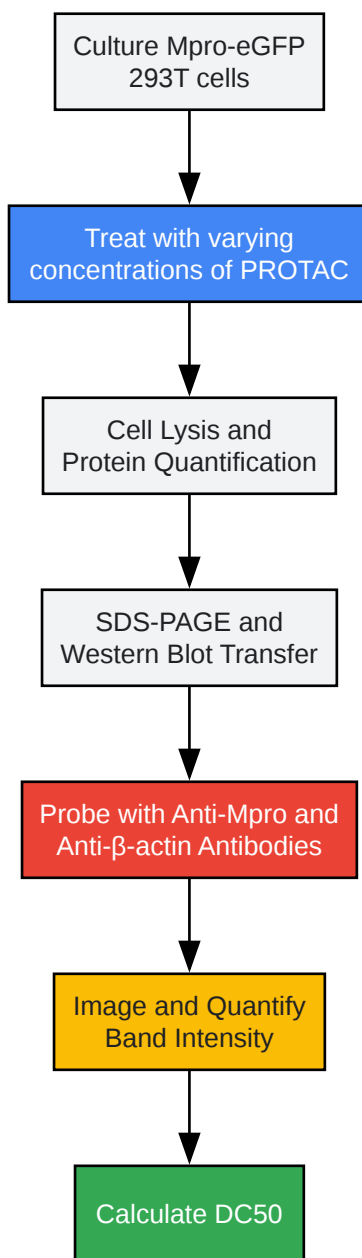 Culture Mpro-eGFP
293T cells
Treat with varying
concentrations of PROTAC
Cell Lysis and
Protein Quantification
SDS-PAGE and
Western Blot Transfer
Probe with Anti-Mpro and
Anti-β-actin Antibodies
Image and Quantify
Band Intensity
Calculate DC50